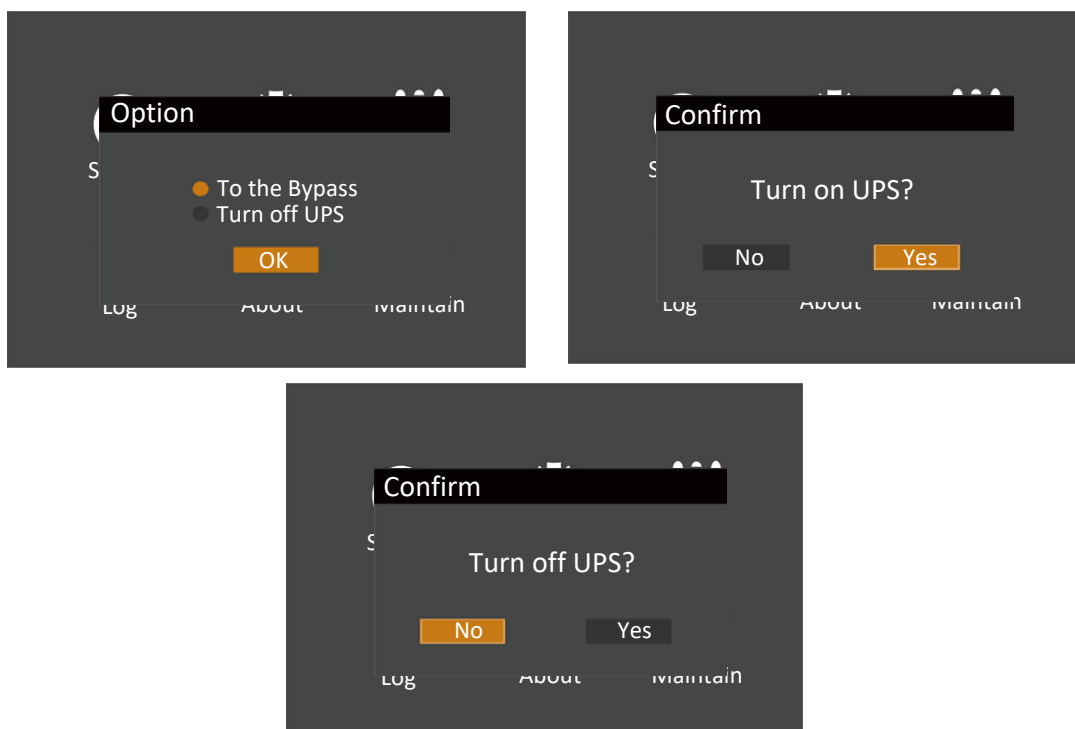 Option
S
To the Bypass
Turn off UPS
OK
Log About Maintain
Confirm
S
Turn on UPS?
No Yes
Log About Maintain
Confirm
S
Turn off UPS?
No Yes
Log About Maintain